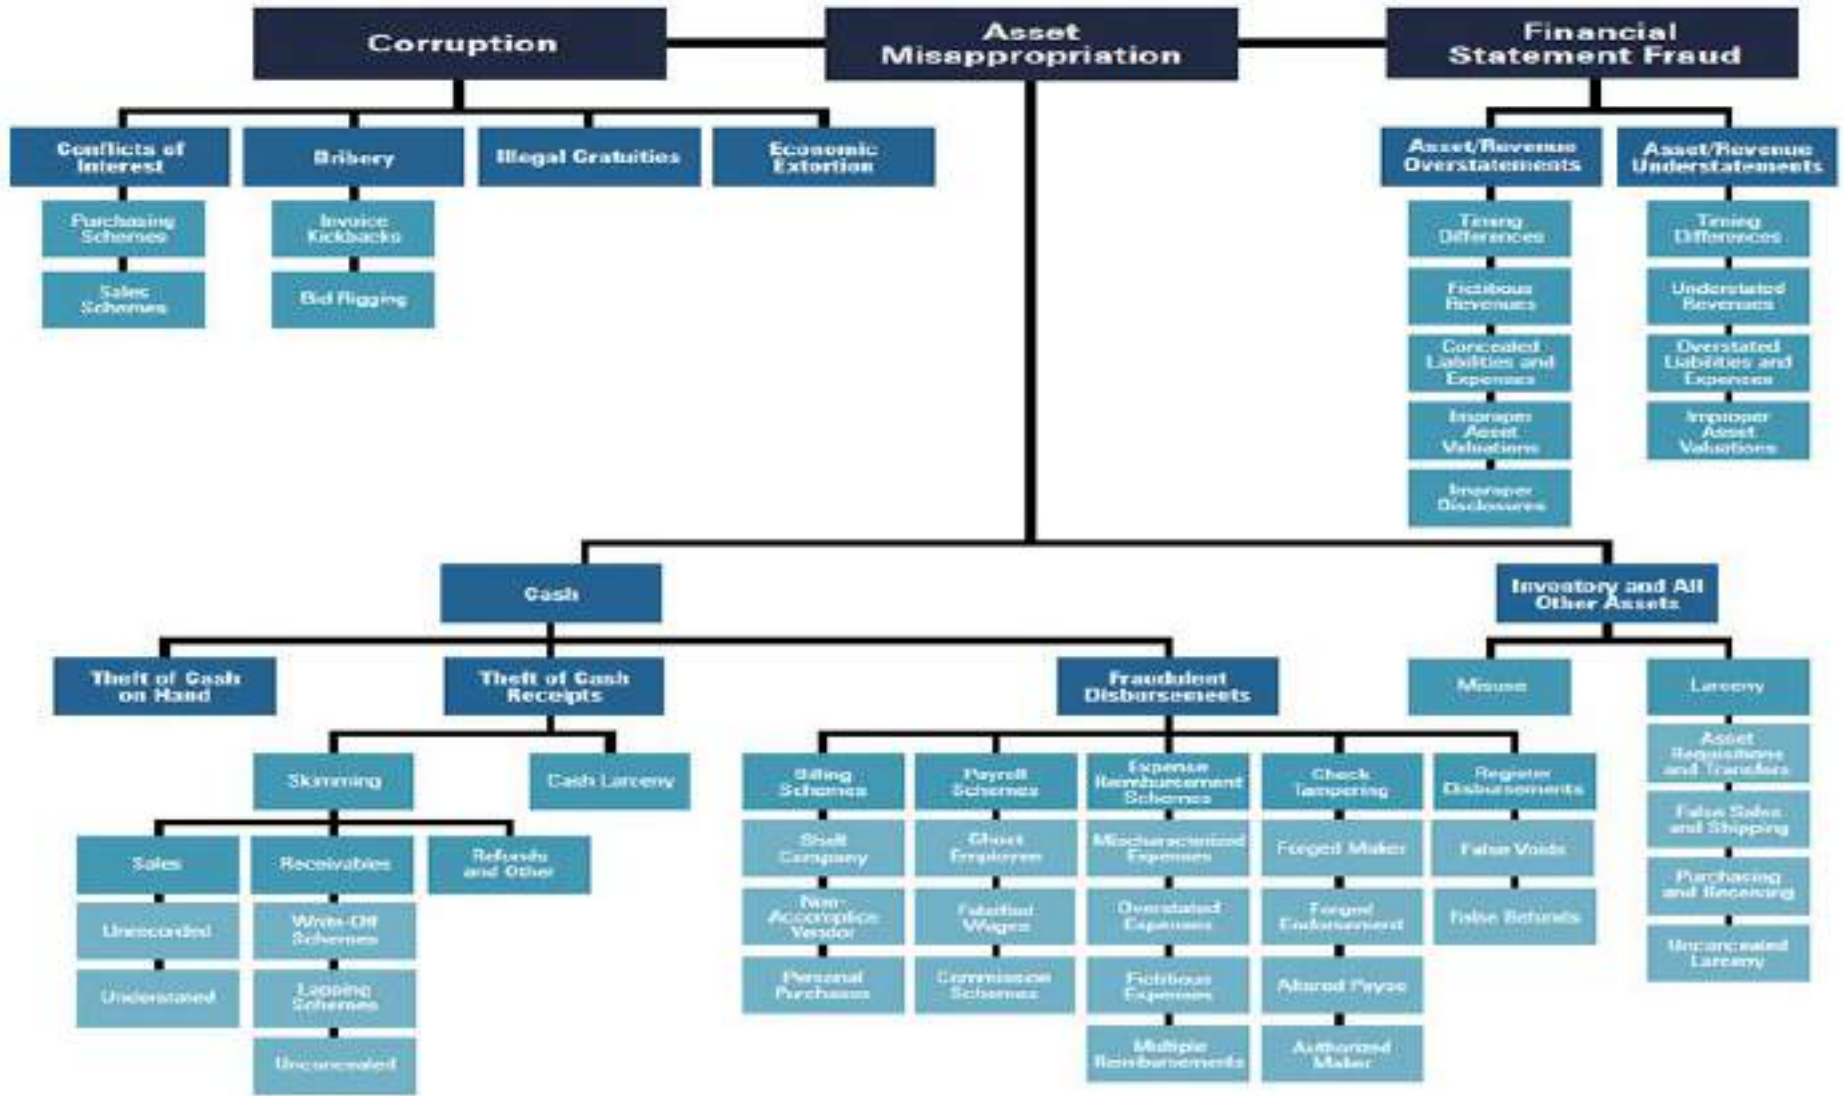 Corruption
Asset
Misappropriation
Financial
Statement Fraud
Conflicts of
Interest
Bribery
Illegal Gratuities
Economic
Extortion
Asset/Revenue
Overstatements
Asset/Revenue
Understatements
Purchasing
Schemes
Sales
Schemes
Invoice
Kickbacks
Bid Rigging
Timing
Differences
Fictitious
Revenues
Concealed
Liabilities and
Expenses
Improper
Asset
Valuations
Improper
Disclosures
Timing
Differences
Understated
Revenues
Overstated
Liabilities and
Expenses
Improper
Asset
Valuations
Cash
Inventory and All
Other Assets
Theft of Cash
on Hand
Theft of Cash
Receipts
Fraudulent
Disbursements
Misuse
Larceny
Asset
Requisitions
and Transfers
False Sales
and Shipping
Purchasing
and Receiving
Unconcealed
Larceny
Skimming
Cash Larceny
Sales
Unrecorded
Understated
Receivables
Write-Off
Schemes
Lapping
Schemes
Unconcealed
Refunds
and Other
Billing
Schemes
Shell
Company
Non-
Accomplice
Vendor
Personal
Purchases
Payroll
Schemes
Ghost
Employee
Falsified
Wages
Commission
Schemes
Expense
Reimbursement
Schemes
Mischaracterized
Expenses
Overstated
Expenses
Fictitious
Expenses
Multiple
Reimbursements
Check
Tampering
Forged Maker
Forged
Endorsement
Altered Payee
Authorized
Maker
Register
Disbursements
False Voids
False Refunds